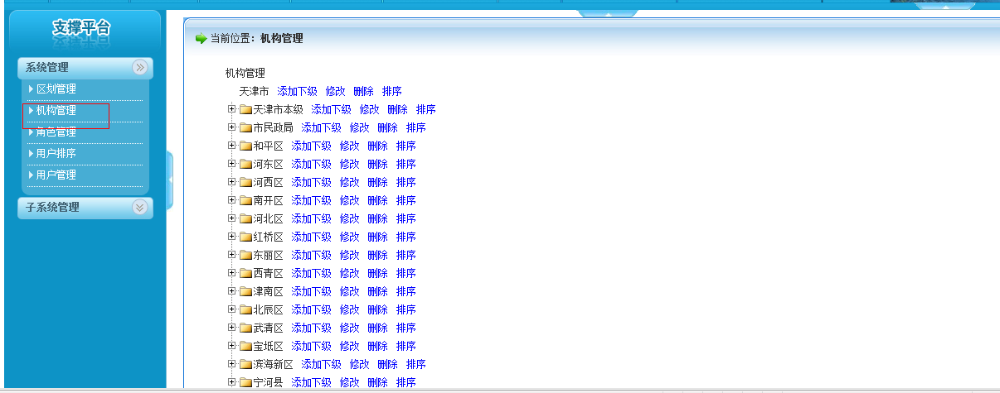 支撑平台
系统管理
区划管理
机构管理
角色管理
用户排序
用户管理
子系统管理
当前位置：机构管理
机构管理
天津市 添加下级 修改 删除 排序
天津市本级 添加下级 修改 删除 排序
市民政局 添加下级 修改 删除 排序
和平区 添加下级 修改 删除 排序
河东区 添加下级 修改 删除 排序
河西区 添加下级 修改 删除 排序
南开区 添加下级 修改 删除 排序
河北区 添加下级 修改 删除 排序
红桥区 添加下级 修改 删除 排序
东丽区 添加下级 修改 删除 排序
西青区 添加下级 修改 删除 排序
津南区 添加下级 修改 删除 排序
北辰区 添加下级 修改 删除 排序
武清区 添加下级 修改 删除 排序
宝坻区 添加下级 修改 删除 排序
滨海新区 添加下级 修改 删除 排序
宁河县 添加下级 修改 删除 排序